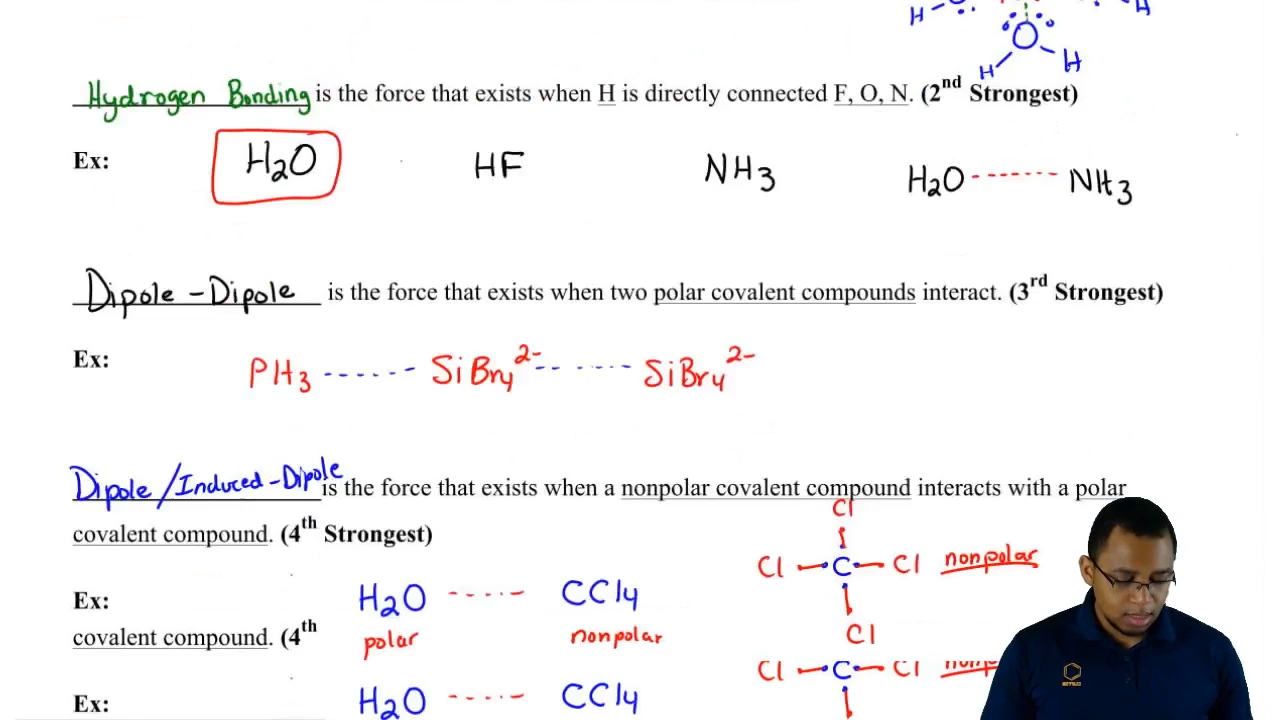 H O H H
Hydrogen Bonding is the force that exists when H is directly connected F, O, N. (2nd Strongest)
Ex: H2O HF NH3 H2O ------- NH3
Dipole-Dipole is the force that exists when two polar covalent compounds interact. (3rd Strongest)
Ex: PH3 ------ SiBr4 2- ------ SiBr4 2-
Dipole/Induced-Dipole is the force that exists when a nonpolar covalent compound interacts with a polar
covalent compound. (4th Strongest)
Cl
Cl C Cl nonpolar
Ex: H2O ----- CCl4
Cl
covalent compound. (4th polar nonpolar
Cl C Cl
Ex: H2O ----- CCl4